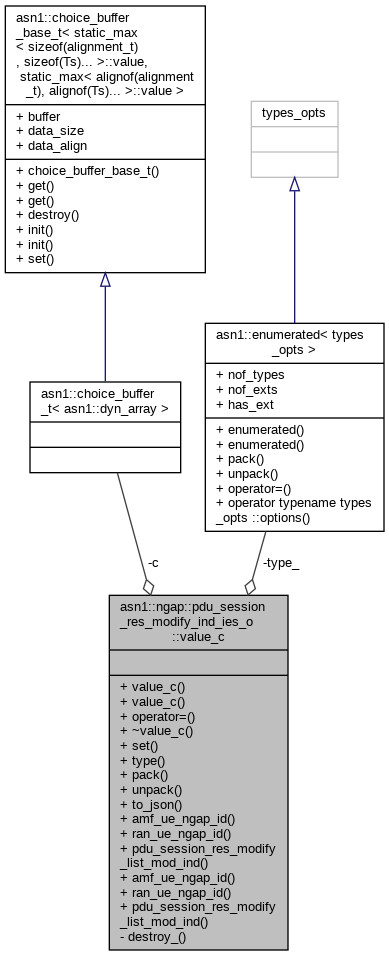 asn1::choice_buffer
_base_t< static_max
< sizeof(alignment_t)
, sizeof(Ts)... >::value,
static_max< alignof(alignment
_t), alignof(Ts)... >::value >
+ buffer
+ data_size
+ data_align
+ choice_buffer_base_t()
+ get()
+ get()
+ destroy()
+ init()
+ init()
+ set()
types_opts
asn1::enumerated< types
_opts >
+ nof_types
+ nof_exts
+ has_ext
+ enumerated()
+ enumerated()
+ pack()
+ unpack()
+ operator=()
+ operator typename types
_opts ::options()
asn1::choice_buffer
_t< asn1::dyn_array >
-c
-type_
asn1::ngap::pdu_session
_res_modify_ind_ies_o
::value_c
+ value_c()
+ value_c()
+ operator=()
+ ~value_c()
+ set()
+ type()
+ pack()
+ unpack()
+ to_json()
+ amf_ue_ngap_id()
+ ran_ue_ngap_id()
+ pdu_session_res_modify
_list_mod_ind()
+ amf_ue_ngap_id()
+ ran_ue_ngap_id()
+ pdu_session_res_modify
_list_mod_ind()
- destroy_()